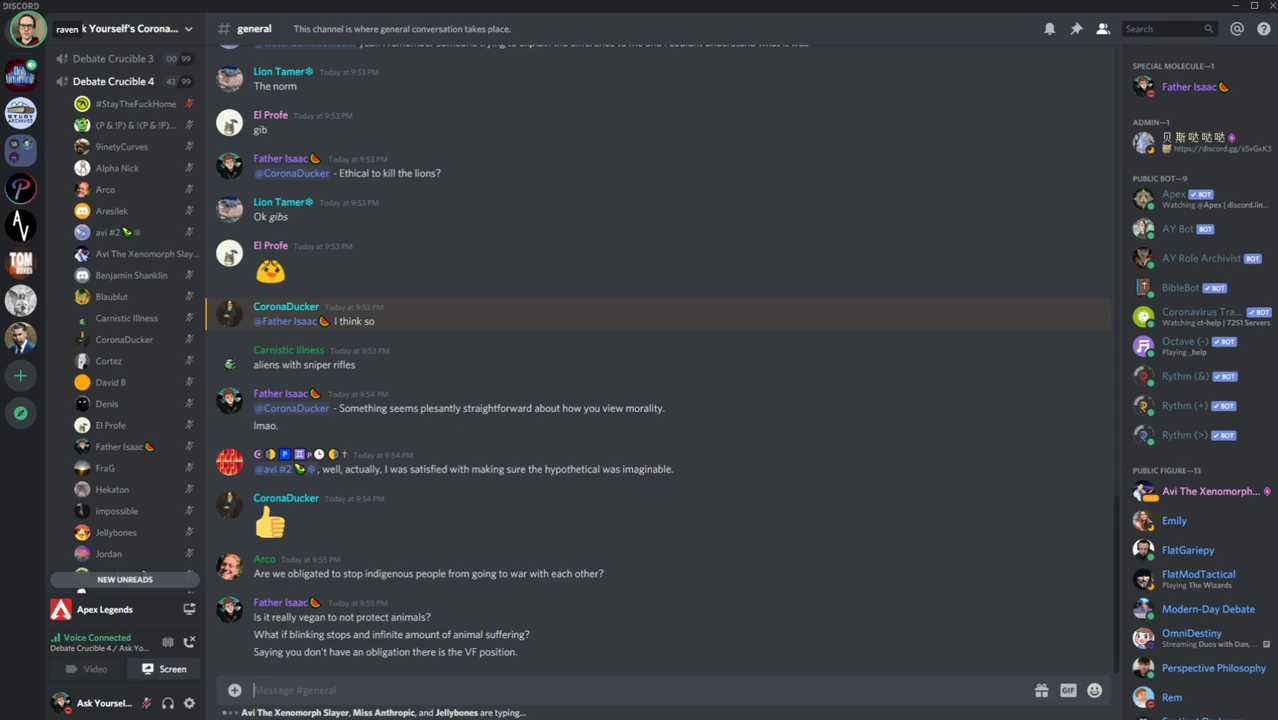 DISCORD
raven
k Yourself's Corona...
# general
This channel is where general conversation takes place.
Search
Debate Crucible 3 00 99
Debate Crucible 4 43 99
#StayTheFuckHome
(P & !P) & !(P & !P)...
9inetyCurves
Alpha Nick
Arco
Aresilek
avi #2
Avi The Xenomorph Slay...
Benjamin Shanklin
Blaublut
Carnistic Illness
CoronaDucker
Cortez
David B
Denis
El Profe
Father Isaac
FraG
Hekaton
impossible
Jellybones
Jordan
NEW UNREADS
Apex Legends
Voice Connected
Debate Crucible 4 / Ask Yo...
Video
Screen
Ask Yoursel...
STUDY
ARCHIVES
TOM
BOXES
Lion Tamer❄ Today at 9:53 PM
The norm
El Profe Today at 9:53 PM
gib
Father Isaac🍉 Today at 9:53 PM
@CoronaDucker - Ethical to kill the lions?
Lion Tamer❄ Today at 9:53 PM
Ok gibs
El Profe Today at 9:53 PM
CoronaDucker Today at 9:53 PM
@Father Isaac🍉 I think so
Carnistic Illness Today at 9:53 PM
aliens with sniper rifles
Father Isaac🍉 Today at 9:54 PM
@CoronaDucker - Something seems plesantly straightforward about how you view morality.
lmao.
Today at 9:54 PM
@avi #2, well, actually, I was satisfied with making sure the hypothetical was imaginable.
CoronaDucker Today at 9:54 PM
Arco Today at 9:55 PM
Are we obligated to stop indigenous people from going to war with each other?
Father Isaac🍉 Today at 9:55 PM
Is it really vegan to not protect animals?
What if blinking stops and infinite amount of animal suffering?
Saying you don't have an obligation there is the VF position.
Message #general
GIF
Avi The Xenomorph Slayer, Miss Anthropic, and Jellybones are typing...
SPECIAL MOLECULE—1
Father Isaac🍉
ADMIN—1
贝斯哒哒哒
https://discord.gg/sSvGxK3
PUBLIC BOT—9
Apex ✔BOT
Watching @Apex | discord.lin...
AY Bot BOT
AY Role Archivist BOT
BibleBot ✔BOT
Coronavirus Tra... ✔BOT
Watching ct-help | 7251 Servers
Octave (-) ✔BOT
Playing _help
Rythm (&) ✔BOT
Rythm (+) ✔BOT
Rythm (>) ✔BOT
PUBLIC FIGURE—13
Avi The Xenomorph...
Emily
FlatGariepy
FlatModTactical
Playing The Wizards
Modern-Day Debate
OmniDestiny
Streaming Duos with Dan, ...
Perspective Philosophy
Rem